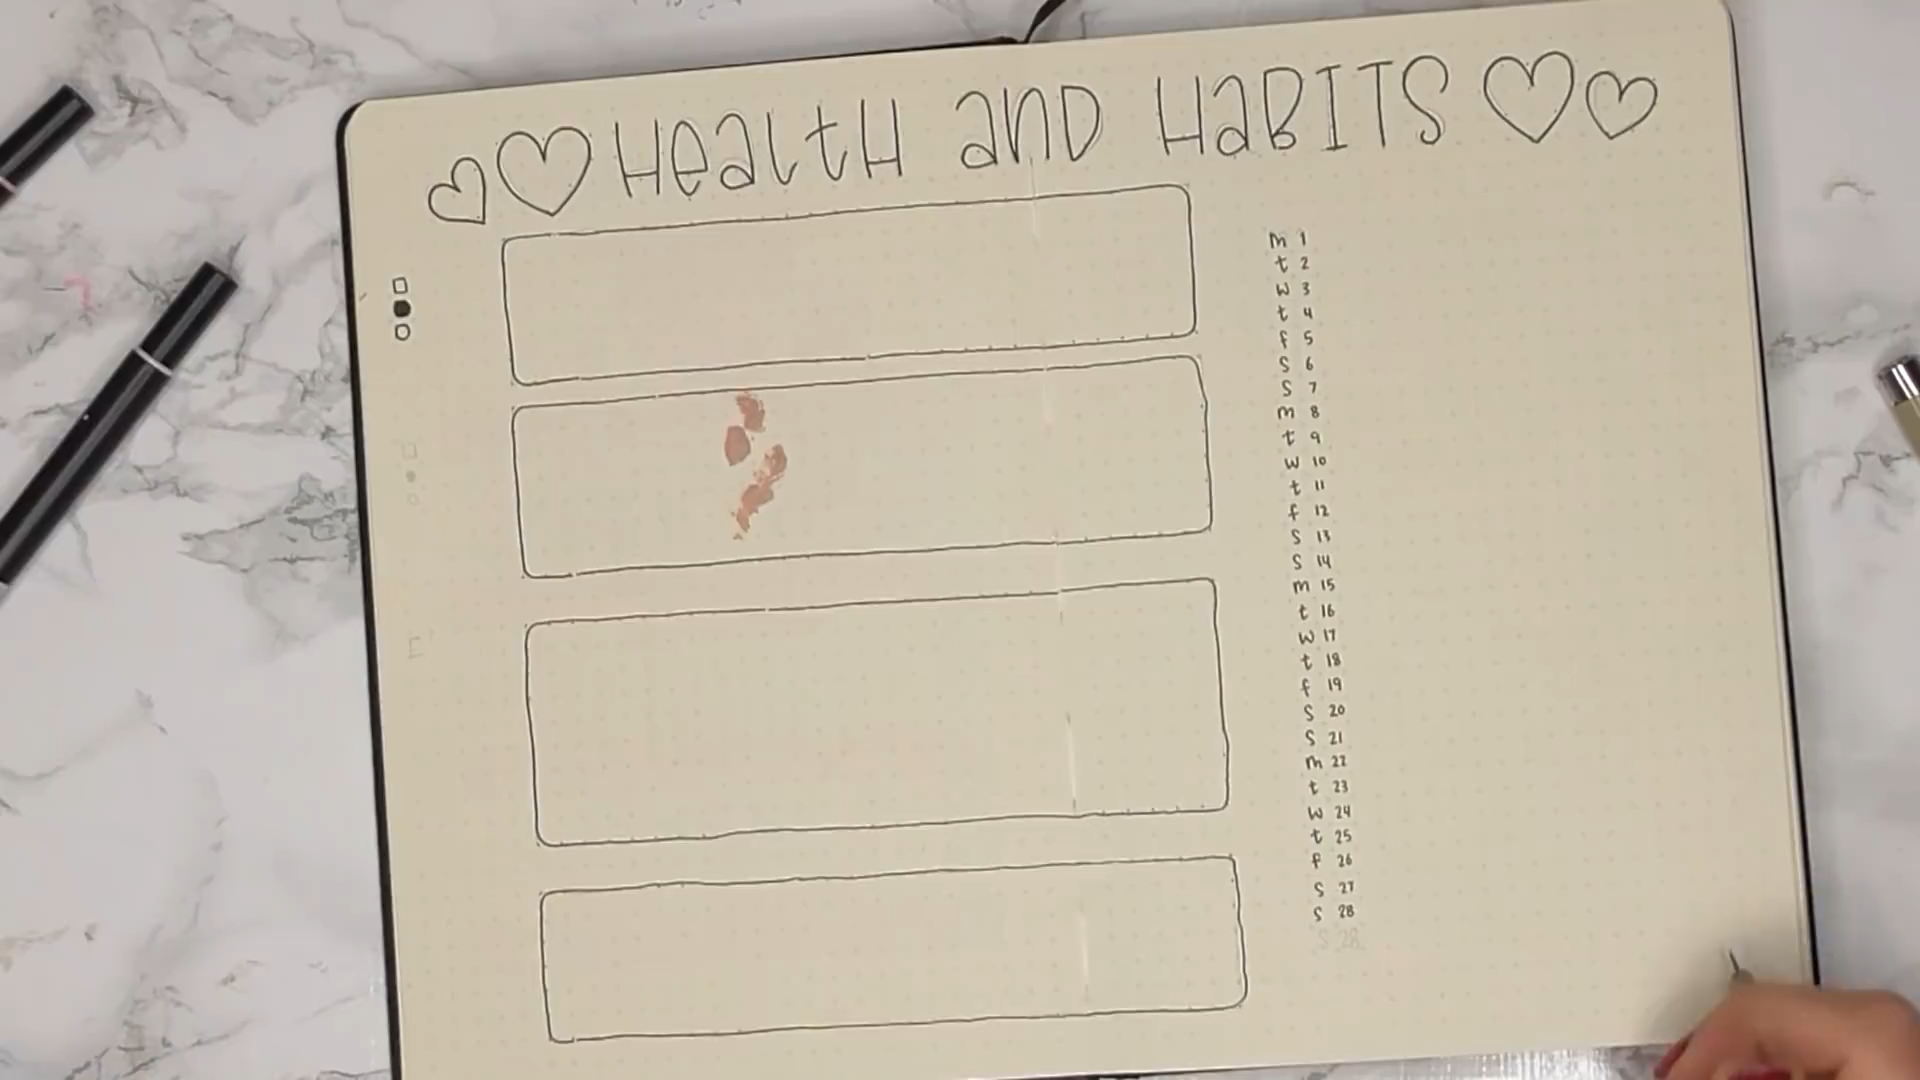 HeaLtH and HaBITS
m 1
t 2
w 3
t 4
f 5
S 6
S 7
m 8
t 9
w 10
t 11
f 12
S 13
S 14
m 15
t 16
w 17
t 18
f 19
S 20
S 21
m 22
t 23
w 24
t 25
f 26
S 27
S 28
S 28